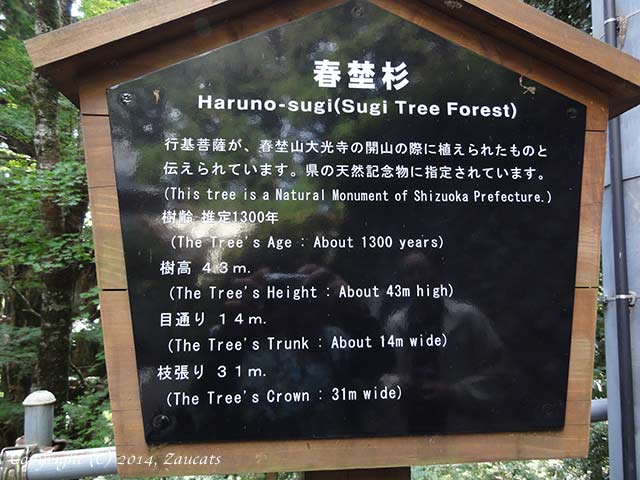 春埜杉
Haruno-sugi(Sugi Tree Forest)
行基菩薩が、春埜山大光寺の開山の際に植えられたものと
伝えられています。県の天然記念物に指定されています。
(This tree is a Natural Monument of Shizuoka Prefecture.)
樹齢 推定1300年
(The Tree's Age : About 1300 years)
樹高 43m.
(The Tree's Height : About 43m high)
目通り 14m.
(The Tree's Trunk : About 14m wide)
枝張り 31m.
(The Tree's Crown : 31m wide)
Copyright (C) 2014, Zaucats